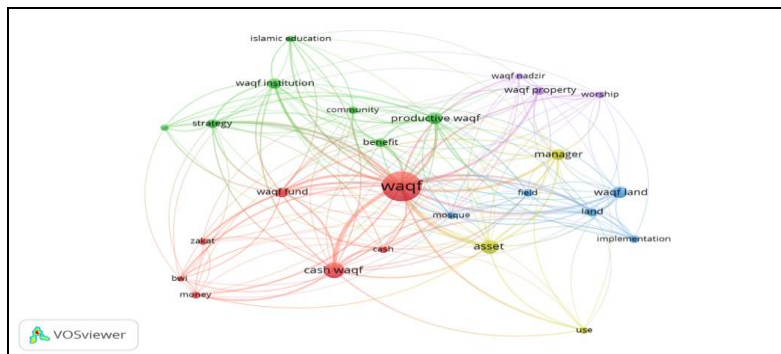 islamic education
waqf nadzir
waqf institution
waqf property
worship
community
strategy
productive waqf
benefit
manager
waqf
waqf fund
field
waqf land
mosque
land
zakat
cash
asset
implementation
cash waqf
bwi
money
use
VOSviewer